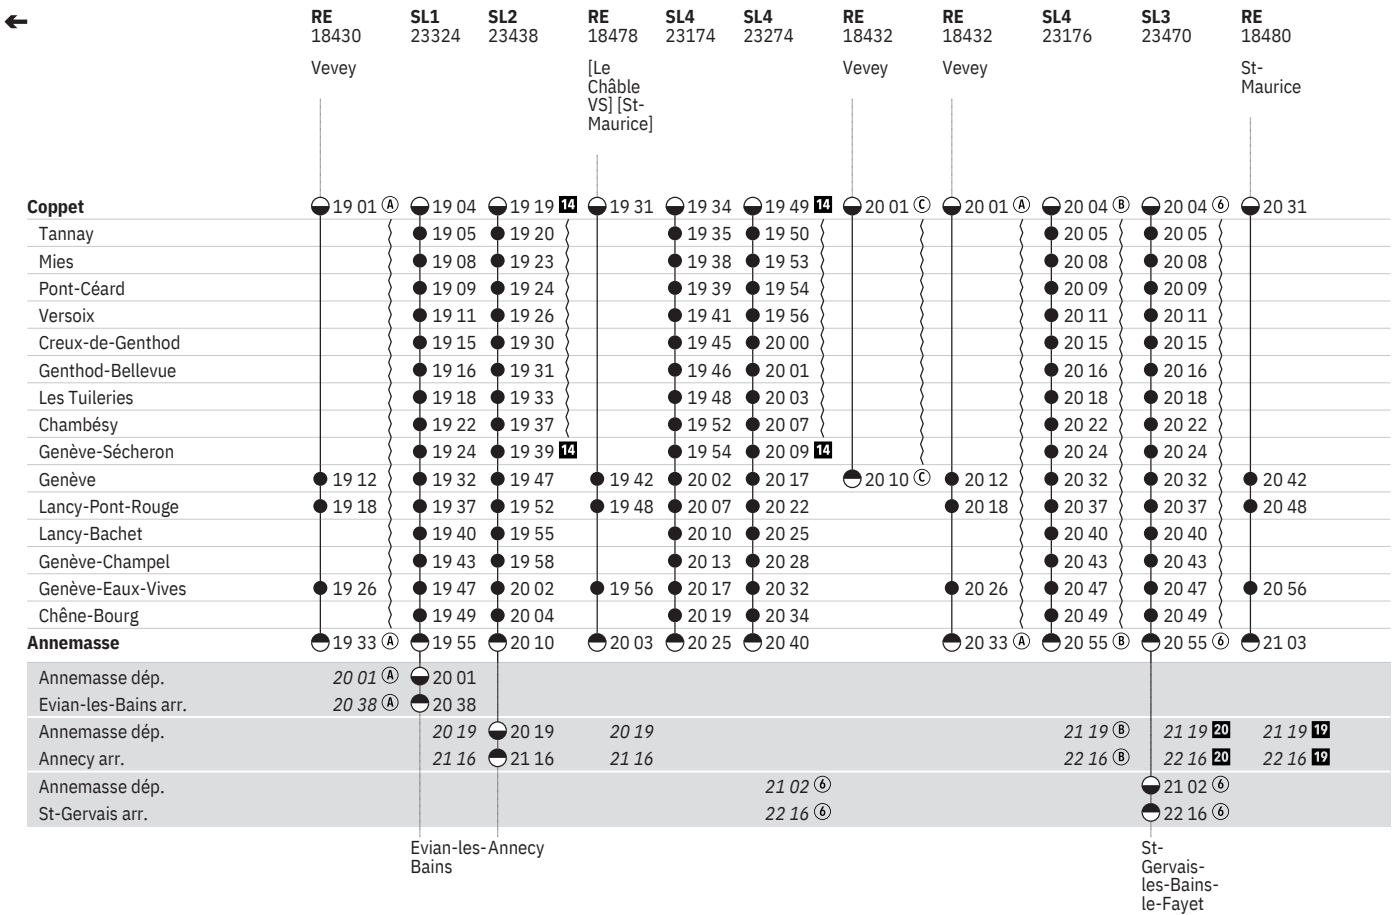 RE SL1 SL2 RE SL4 SL4 RE RE SL4 SL3 RE
18430 23324 23438 18478 23174 23274 18432 18432 23176 23470 18480
Vevey [Le Vevey Vevey St-
Châble Maurice
VS] [St-
Maurice]
Coppet 19 01 A 19 04 19 19 14 19 31 19 34 19 49 14 20 01 C 20 01 A 20 04 B 20 04 6 20 31
Tannay 19 05 19 20 19 35 19 50 20 05 20 05
Mies 19 08 19 23 19 38 19 53 20 08 20 08
Pont-Céard 19 09 19 24 19 39 19 54 20 09 20 09
Versoix 19 11 19 26 19 41 19 56 20 11 20 11
Creux-de-Genthod 19 15 19 30 19 45 20 00 20 15 20 15
Genthod-Bellevue 19 16 19 31 19 46 20 01 20 16 20 16
Les Tuileries 19 18 19 33 19 48 20 03 20 18 20 18
Chambésy 19 22 19 37 19 52 20 07 20 22 20 22
Genève-Sécheron 19 24 19 39 14 19 54 20 09 14 20 24 20 24
Genève 19 12 19 32 19 47 19 42 20 02 20 17 20 10 C 20 12 20 32 20 32 20 42
Lancy-Pont-Rouge 19 18 19 37 19 52 19 48 20 07 20 22 20 18 20 37 20 37 20 48
Lancy-Bachet 19 40 19 55 20 10 20 25 20 40 20 40
Genève-Champel 19 43 19 58 20 13 20 28 20 43 20 43
Genève-Eaux-Vives 19 26 19 47 20 02 19 56 20 17 20 32 20 26 20 47 20 47 20 56
Chêne-Bourg 19 49 20 04 20 19 20 34 20 49 20 49
Annemasse 19 33 A 19 55 20 10 20 03 20 25 20 40 20 33 A 20 55 B 20 55 6 21 03
Annemasse dép. 20 01 A 20 01
Evian-les-Bains arr. 20 38 A 20 38
Annemasse dép. 20 19 20 19 20 19 21 19 B 21 19 20 21 19 19
Annecy arr. 21 16 21 16 21 16 22 16 B 22 16 20 22 16 19
Annemasse dép. 21 02 6 21 02 6
St-Gervais arr. 22 16 6 22 16 6
Evian-les- Annecy St-
Bains Gervais-
les-Bains-
le-Fayet